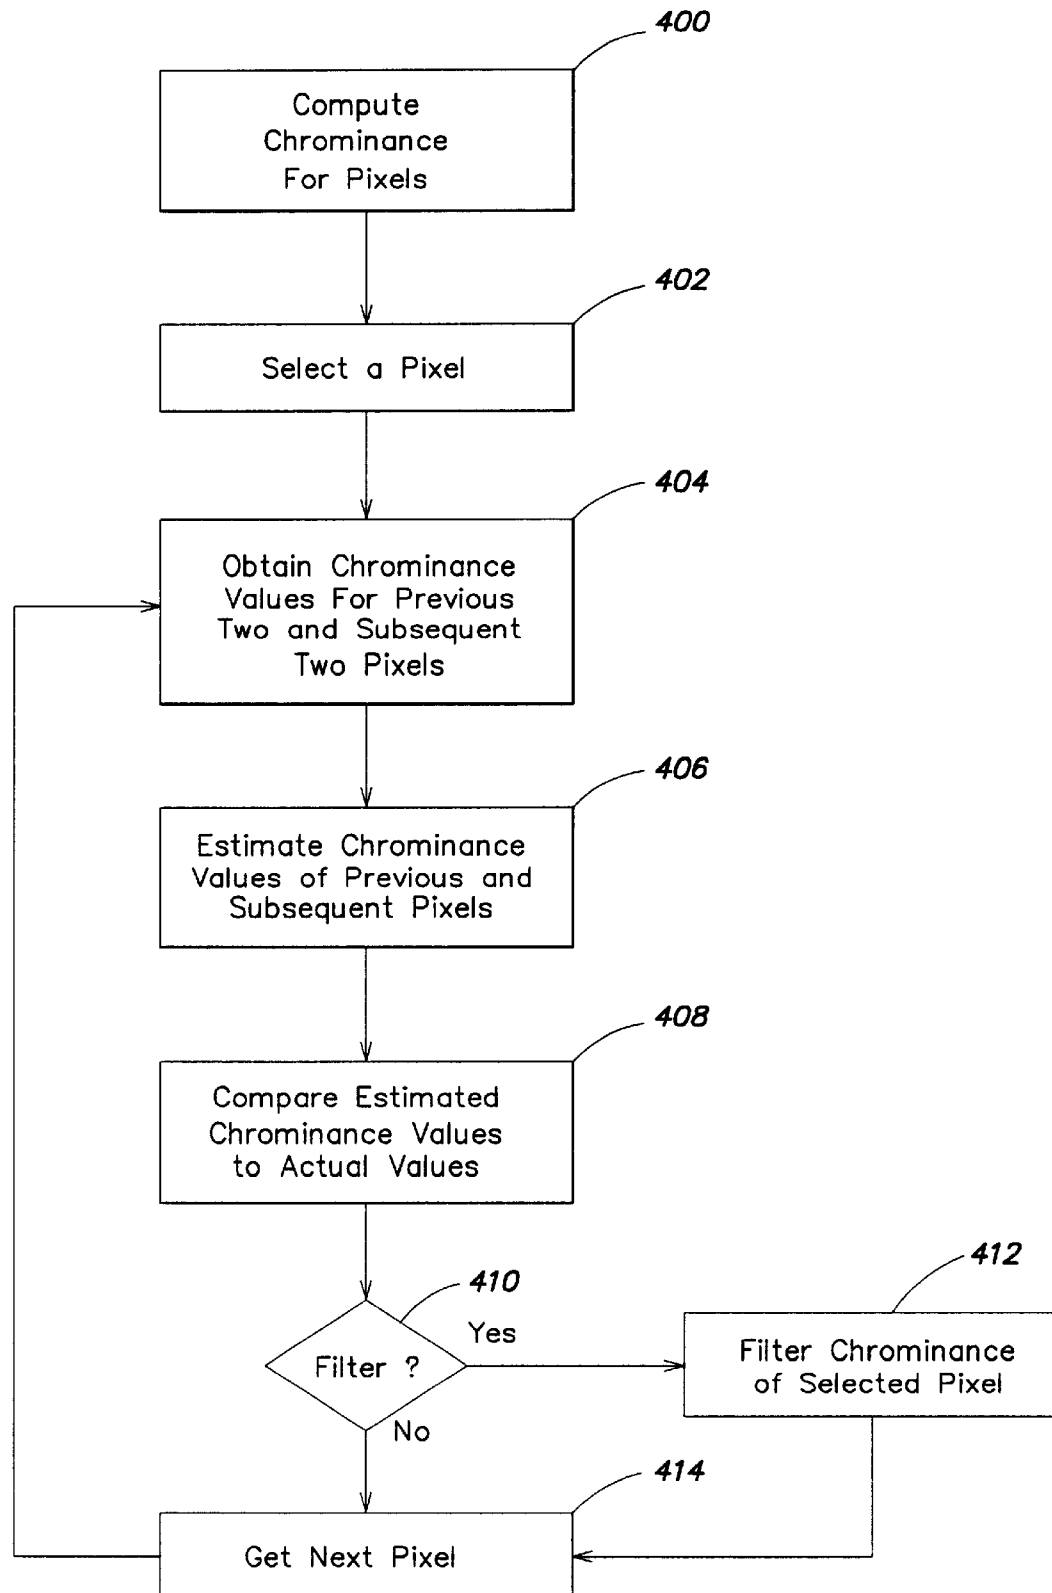 400
Compute
Chrominance
For Pixels
402
Select a Pixel
404
Obtain Chrominance
Values For Previous
Two and Subsequent
Two Pixels
406
Estimate Chrominance
Values of Previous and
Subsequent Pixels
408
Compare Estimated
Chrominance Values
to Actual Values
410
Filter ?
Yes
No
412
Filter Chrominance
of Selected Pixel
414
Get Next Pixel